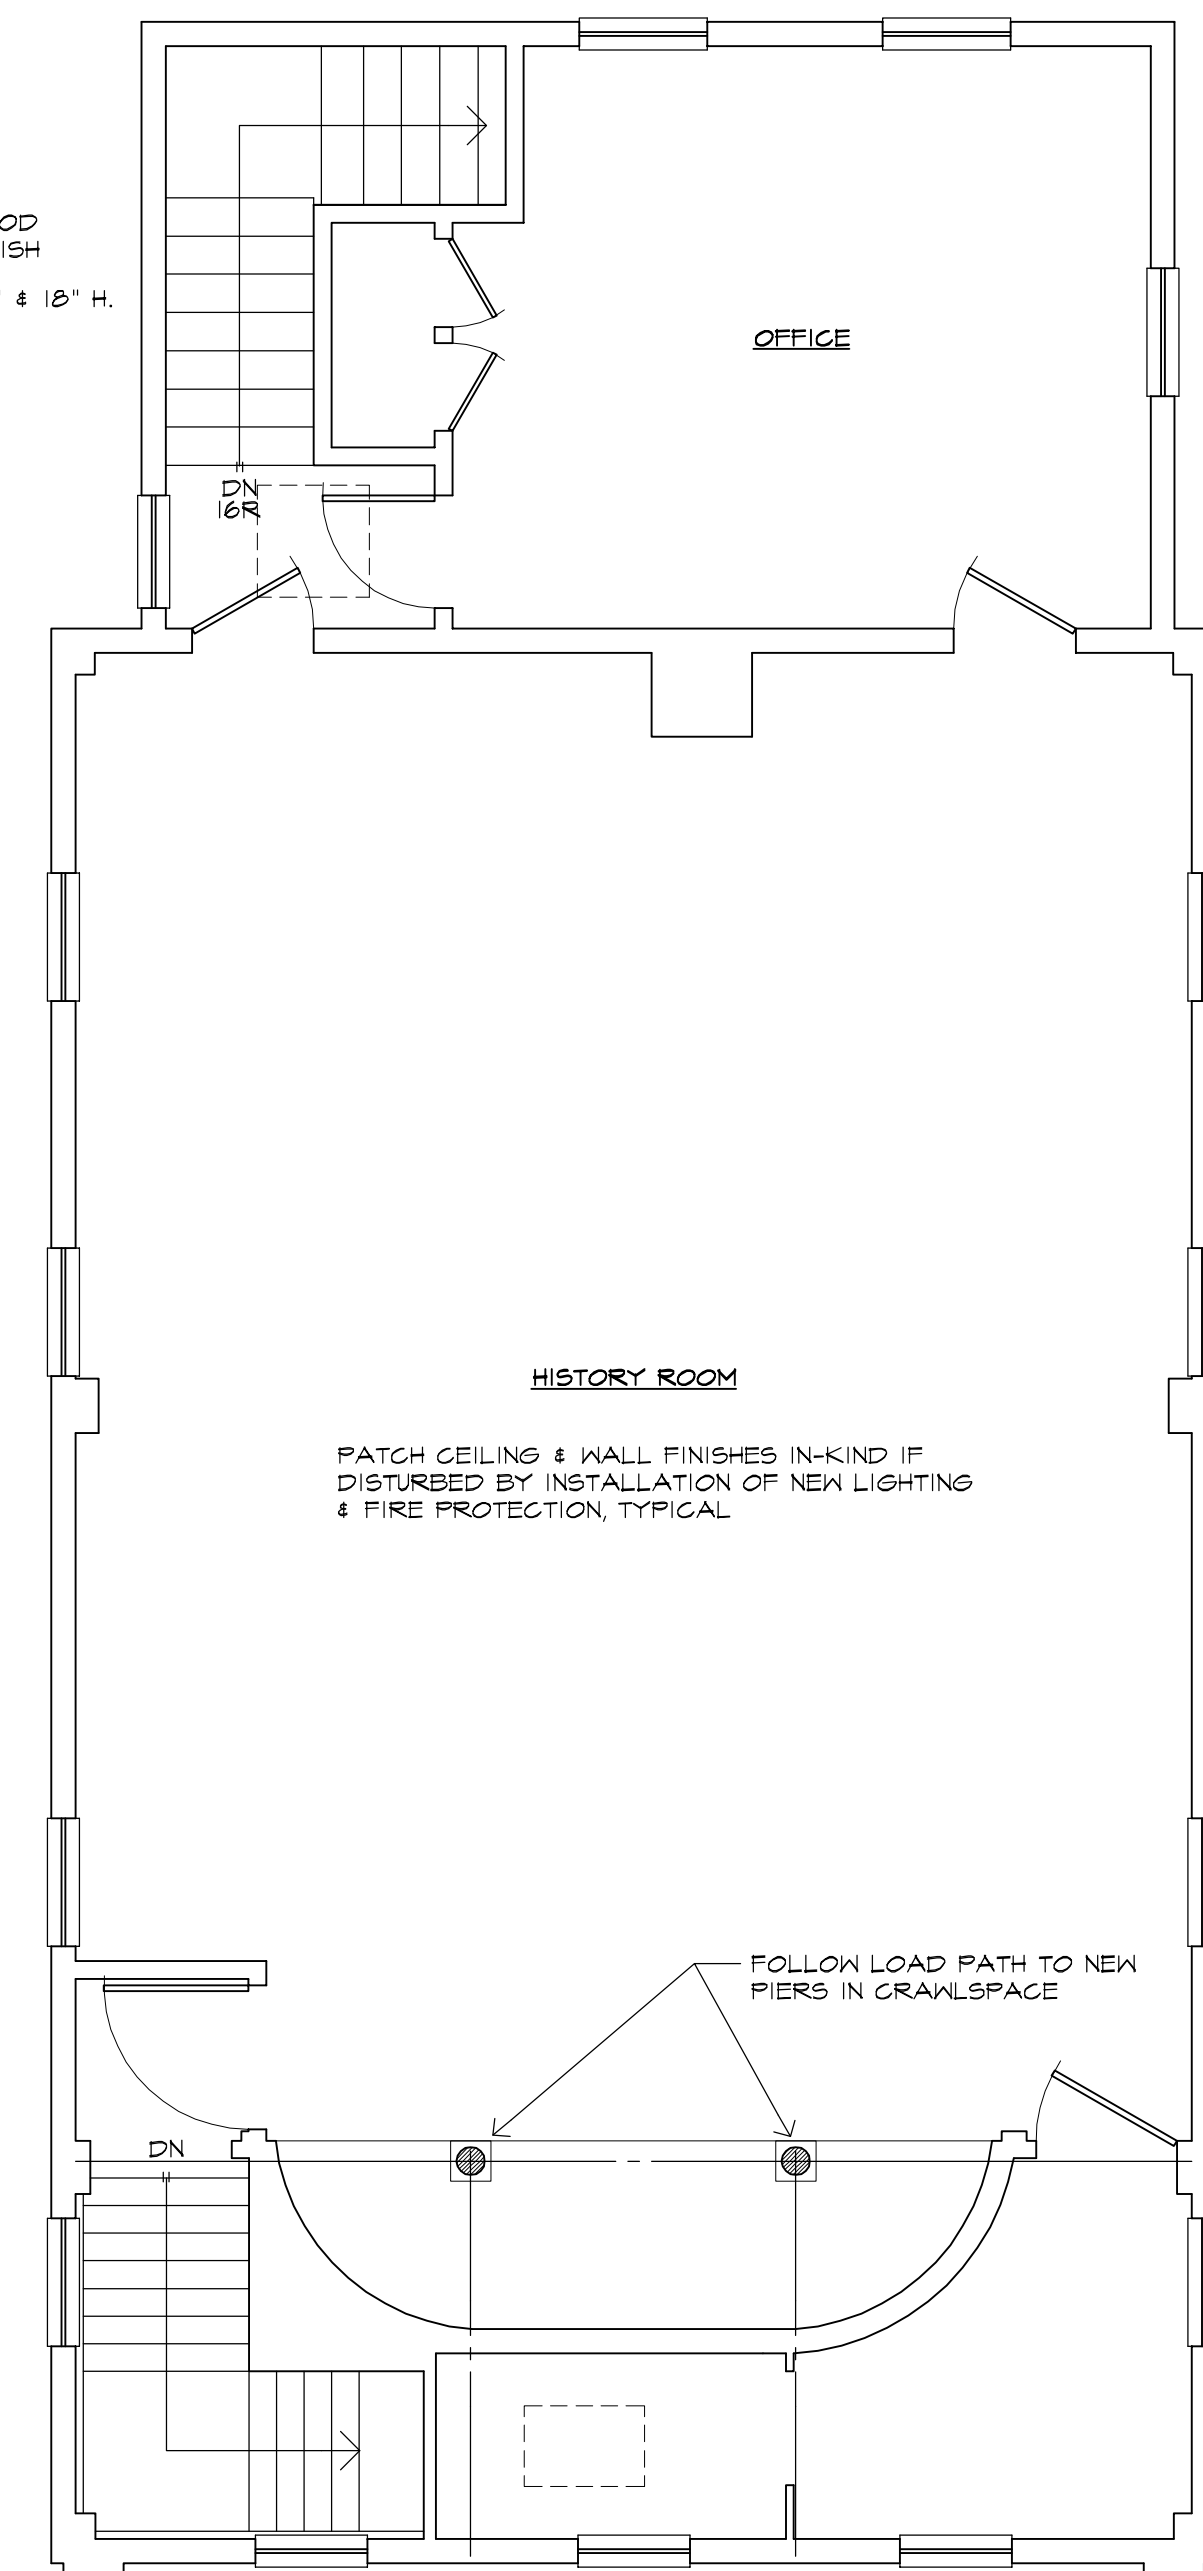 ISH
& 18" H.
OFFICE
DN
16R
HISTORY ROOM
PATCH CEILING & WALL FINISHES IN-KIND IF
DISTURBED BY INSTALLATION OF NEW LIGHTING
& FIRE PROTECTION, TYPICAL
FOLLOW LOAD PATH TO NEW
PIERS IN CRAWLSPACE
DN